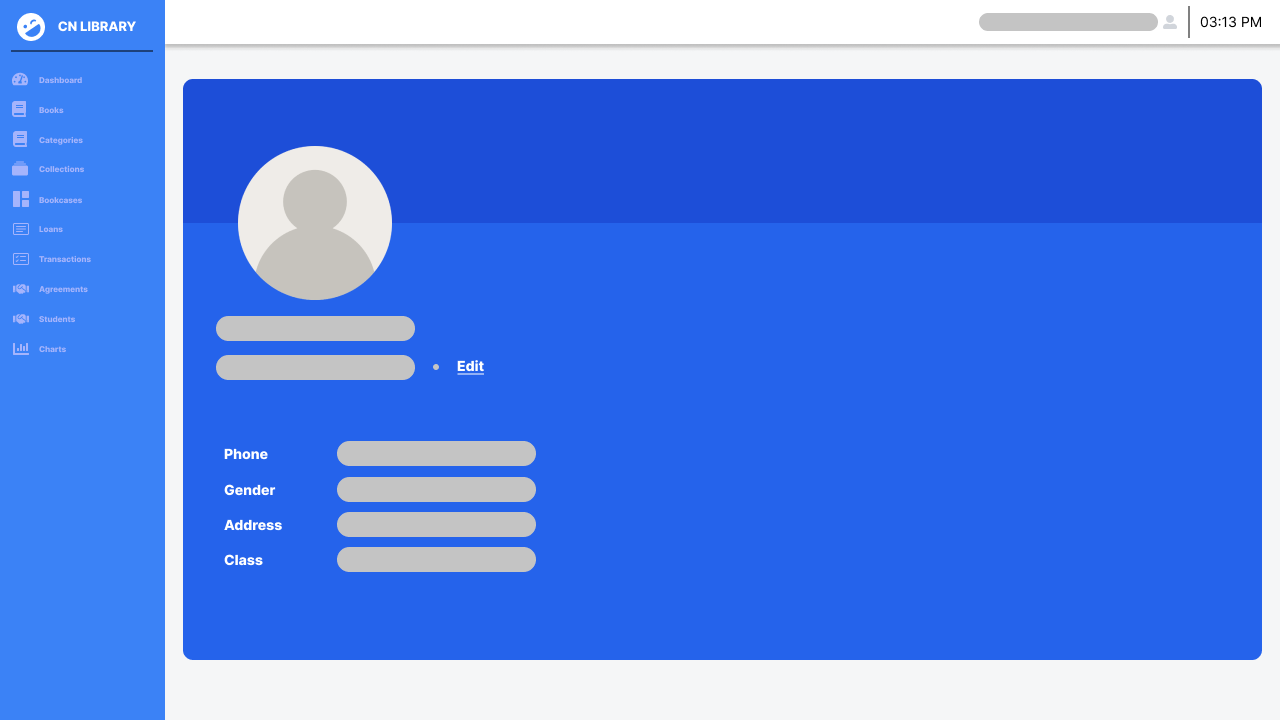 CN LIBRARY
03:13 PM
Dashboard
Books
Categories
Collections
Bookcases
Loans
Transactions
Agreements
Students
Charts
Edit
Phone
Gender
Address
Class